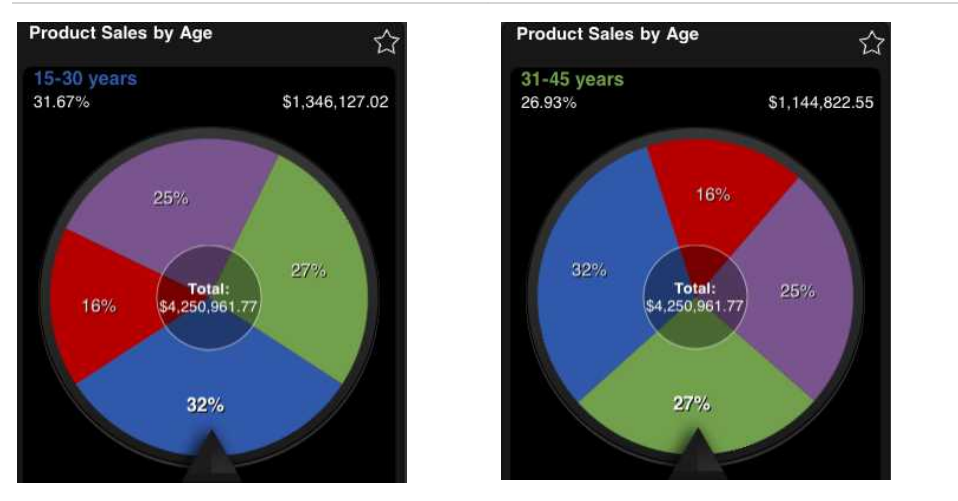 Product Sales by Age
15-30 years
31.67% $1,346,127.02
25%
27%
16%
Total:
$4,250,961.77
32%
Product Sales by Age
31-45 years
26.93% $1,144,822.55
16%
32%
25%
Total:
$4,250,961.77
27%